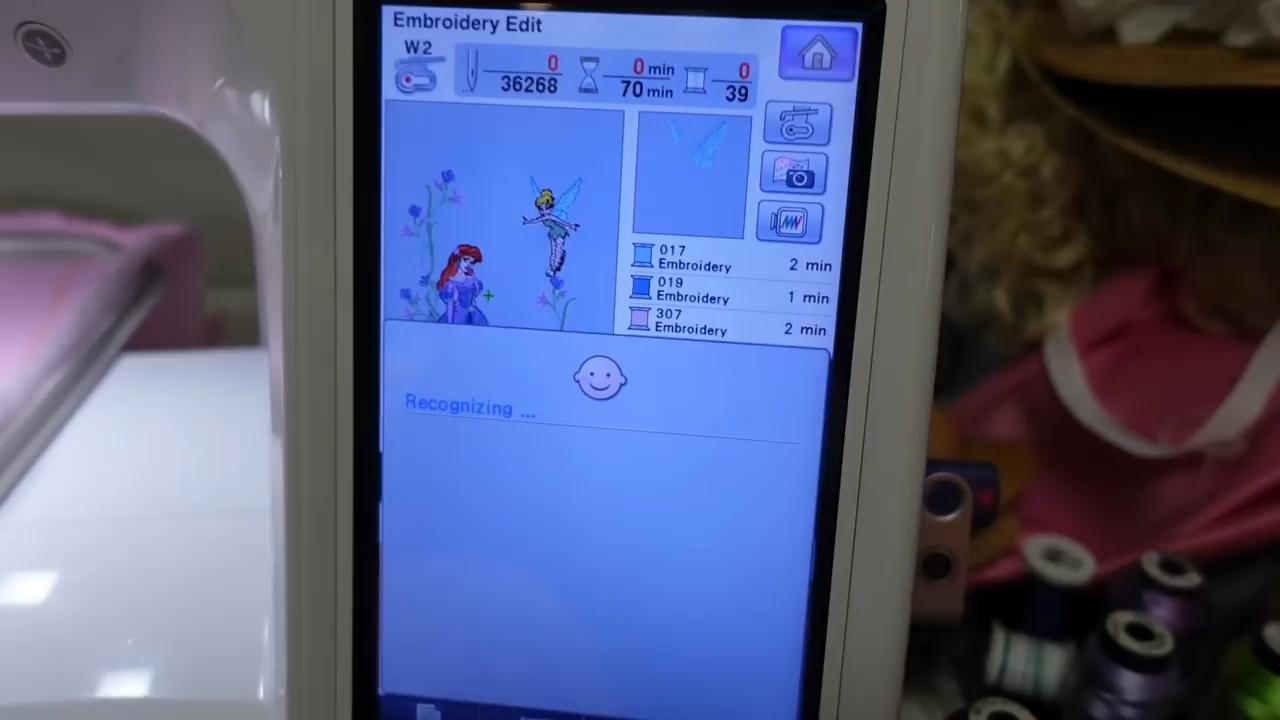 Embroidery Edit
W2
0
36268
0 min
70 min
0
39
017
Embroidery
2 min
019
Embroidery
1 min
307
Embroidery
2 min
Recognizing ...